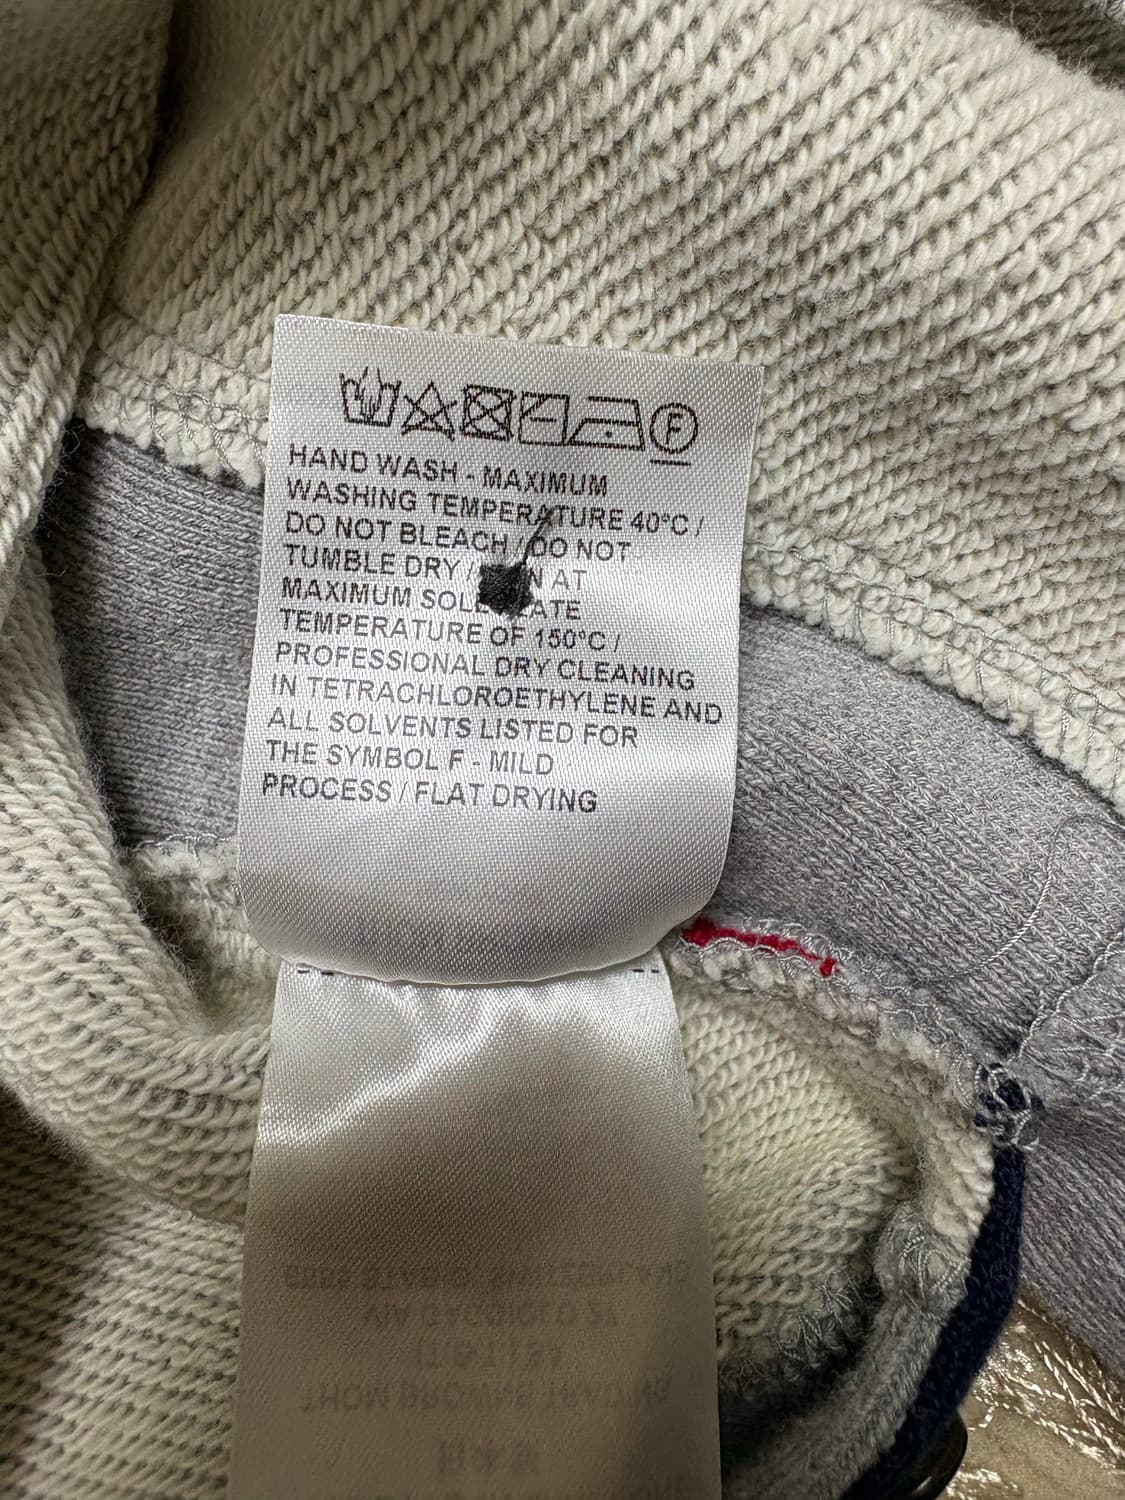 F
HAND WASH - MAXIMUM
WASHING TEMPERATURE 40°C /
DO NOT BLEACH / DO NOT
TUMBLE DRY / AT
MAXIMUM SOLE
TEMPERATURE OF 150°C /
PROFESSIONAL DRY CLEANING
IN TETRACHLOROETHYLENE AND
ALL SOLVENTS LISTED FOR
THE SYMBOL F - MILD
PROCESS / FLAT DRYING